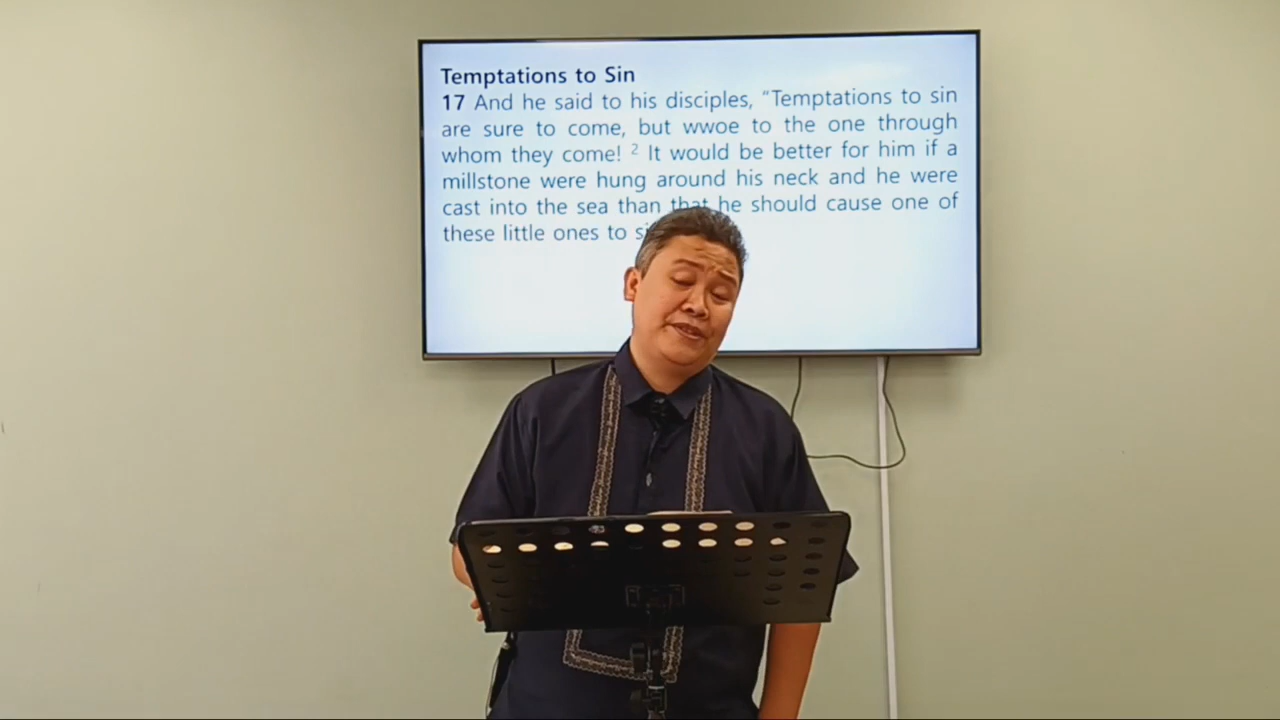 Temptations to Sin
17 And he said to his disciples, “Temptations to sin
are sure to come, but wwoe to the one through
whom they come! ² It would be better for him if a
millstone were hung around his neck and he were
cast into the sea than that he should cause one of
these little ones to